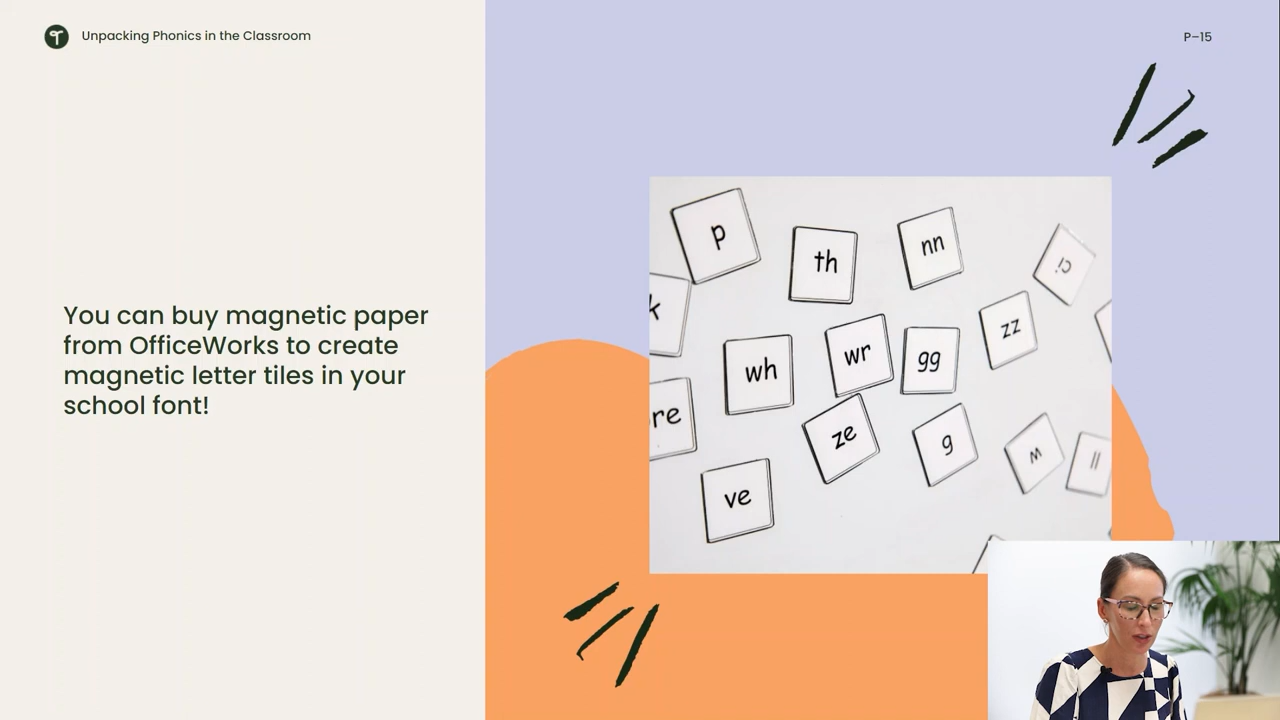 Unpacking Phonics in the Classroom
P–15
You can buy magnetic paper
from OfficeWorks to create
magnetic letter tiles in your
school font!
p
th
nn
ci
k
zz
wh
wr
gg
re
ze
g
w
ll
ve